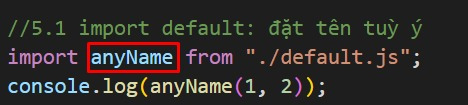 //5.1 import default: đặt tên tuỳ ý
import anyName from "./default.js";
console.log(anyName(1, 2));